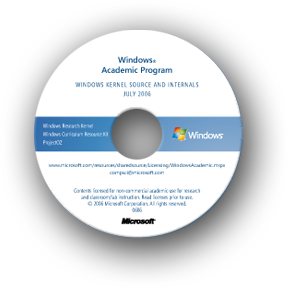 Windows®
Academic Program
WINDOWS KERNEL SOURCE AND INTERNALS
JULY 2006
Windows Research Kernel
Windows Curriculum Resource Kit
ProjectOZ
Windows®
www.microsoft.com/resources/sharedsource/Licensing/WindowsAcademic.mspx
compsci@microsoft.com
Contents licensed for non-commercial academic use for research
and classroom/lab instruction. Read licenses prior to use.
© 2006 Microsoft Corporation. All rights reserved.
0606
Microsoft®